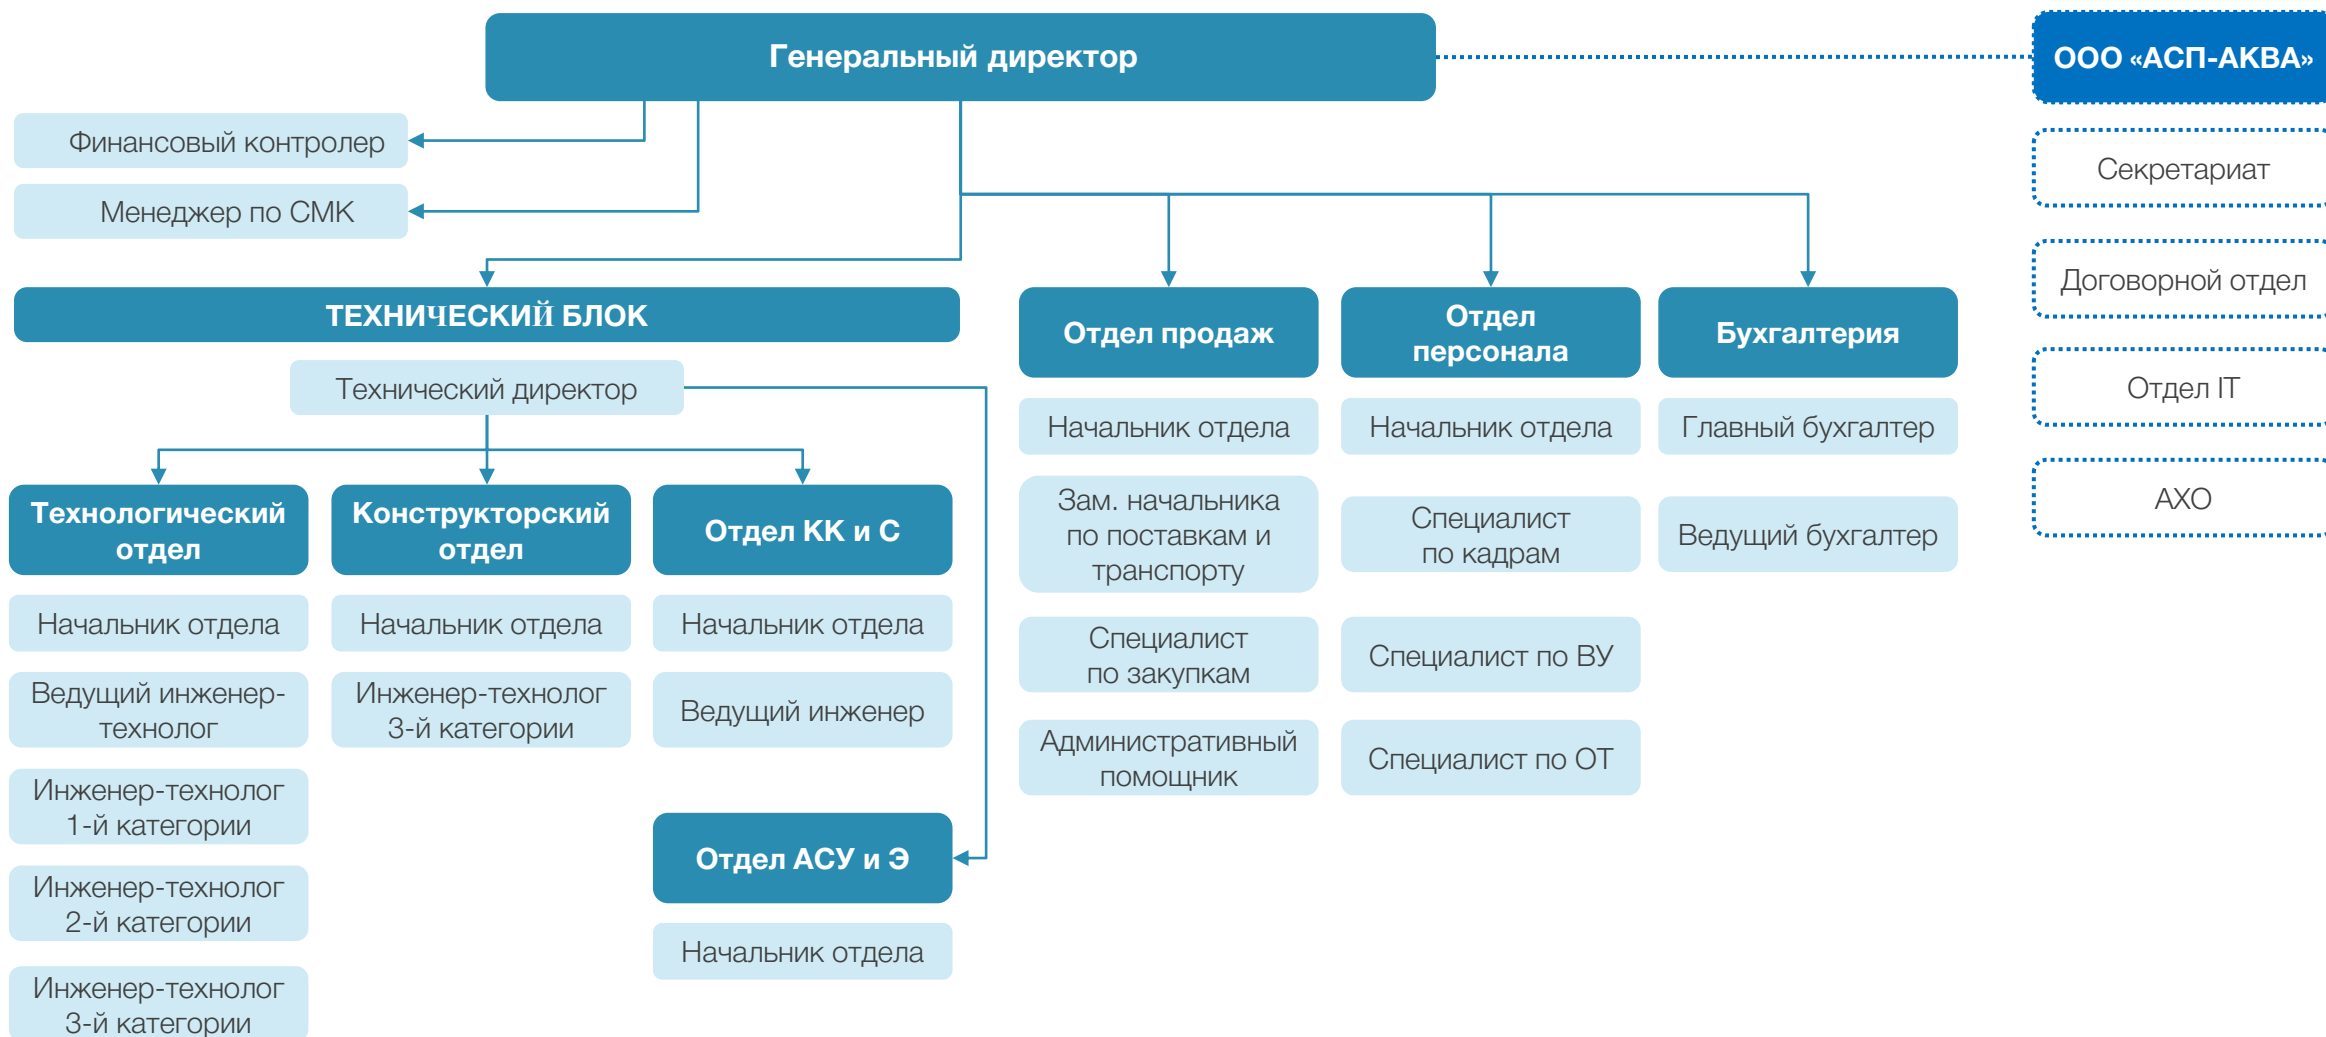 Генеральный директор
ООО «АСП-АКВА»
Финансовый контролер
Менеджер по СМК
Секретариат
Договорной отдел
Отдел IT
АХО
ТЕХНИЧЕСКИЙ БЛОК
Технический директор
Технологический
отдел
Начальник отдела
Ведущий инженер-
технолог
Инженер-технолог
1-й категории
Инженер-технолог
2-й категории
Инженер-технолог
3-й категории
Конструкторский
отдел
Начальник отдела
Инженер-технолог
3-й категории
Отдел КК и С
Начальник отдела
Ведущий инженер
Отдел АСУ и Э
Начальник отдела
Отдел продаж
Начальник отдела
Зам. начальника
по поставкам и
транспорту
Специалист
по закупкам
Административный
помощник
Отдел
персонала
Начальник отдела
Специалист
по кадрам
Специалист по ВУ
Специалист по ОТ
Бухгалтерия
Главный бухгалтер
Ведущий бухгалтер